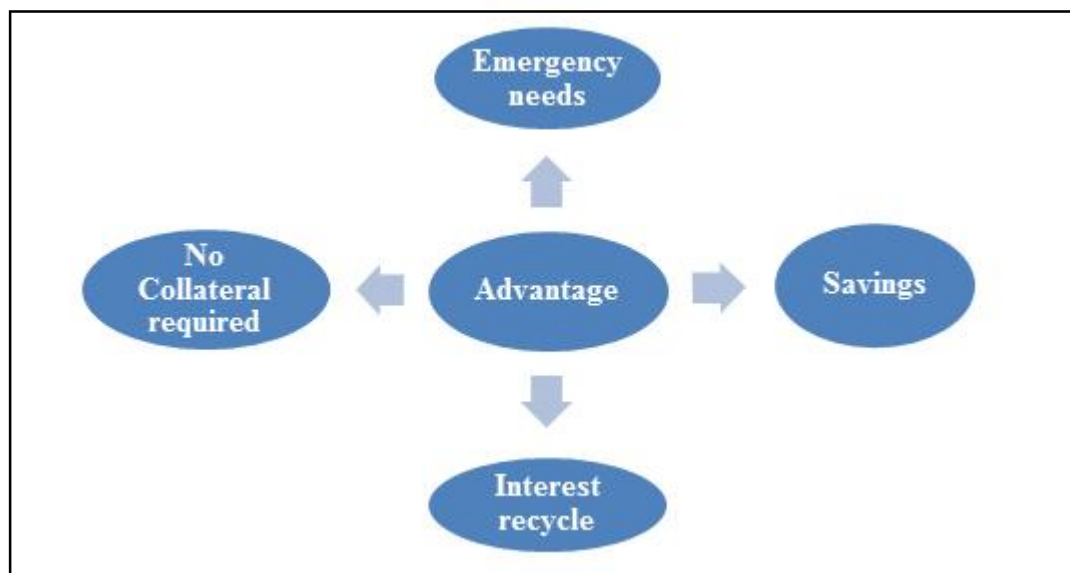 Emergency
needs
No
Collateral
required
Advantage
Savings
Interest
recycle